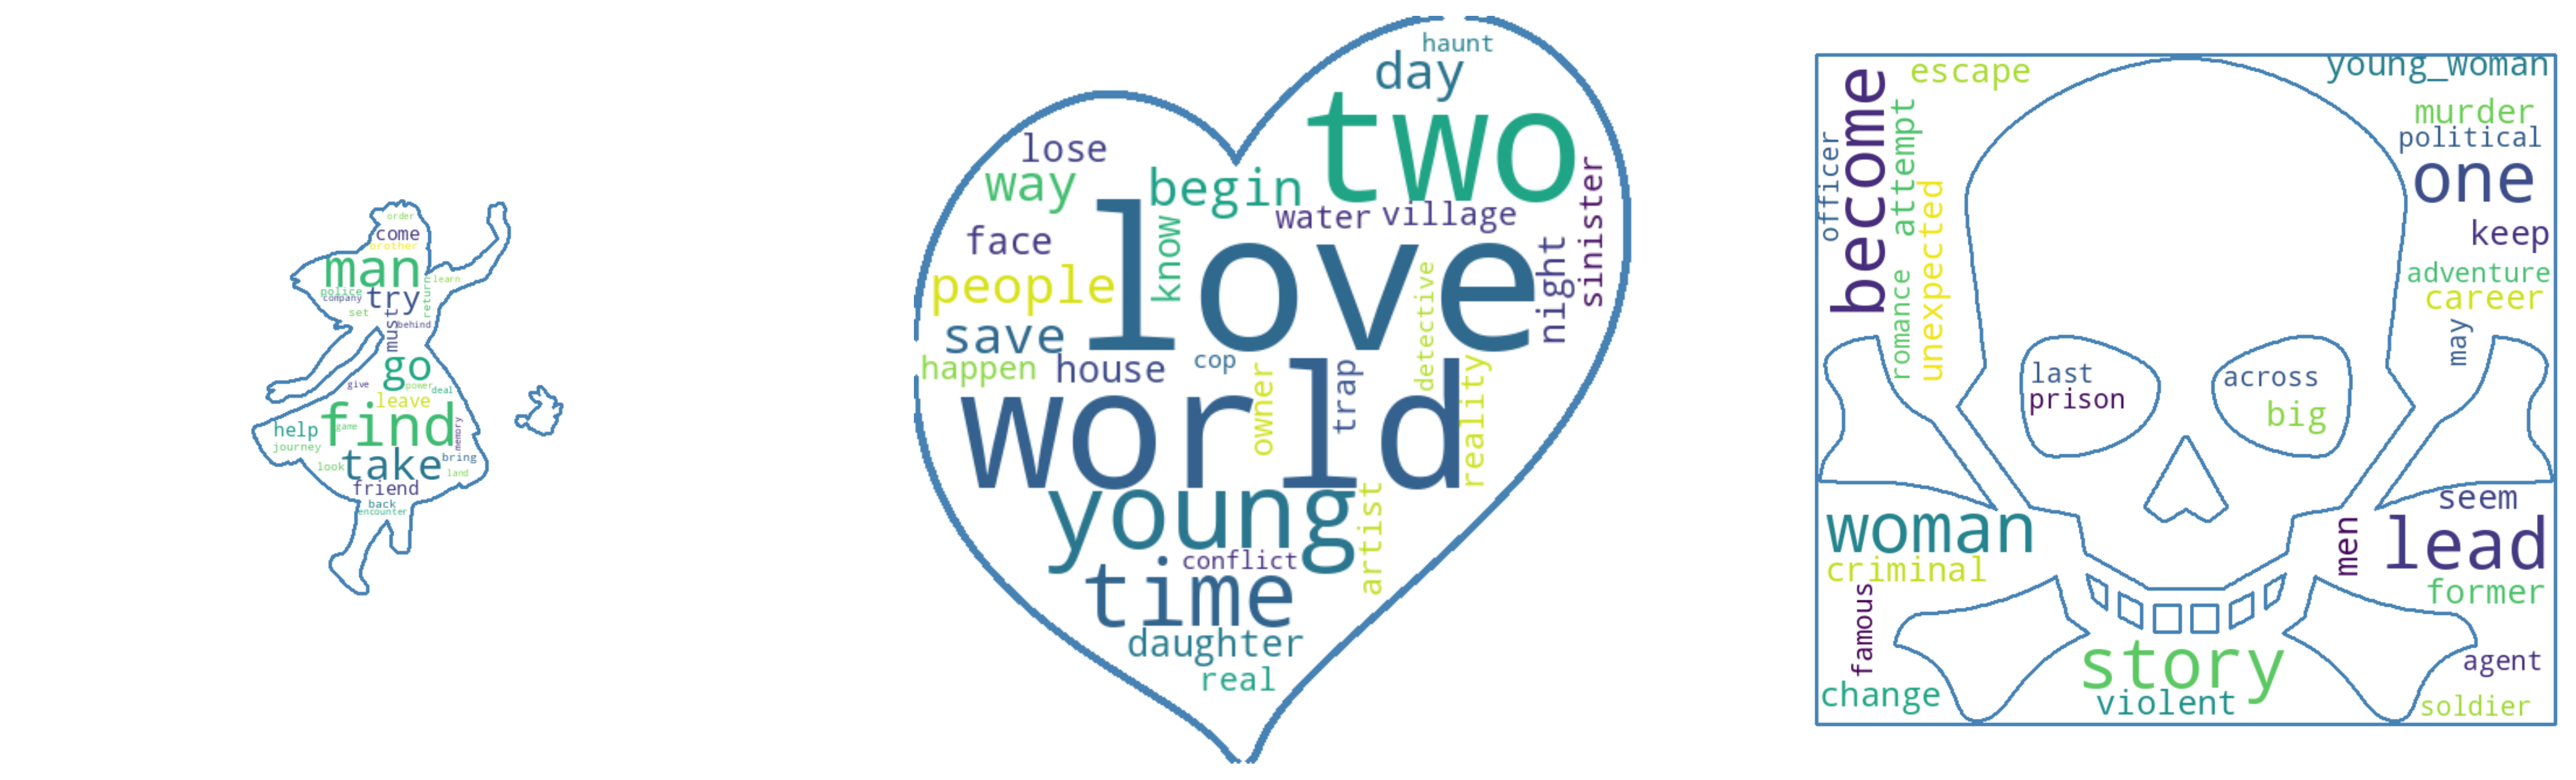 order
come
brother
man
learn
police
company
try
return
set
must
behind
go
give
power
deal
leave
find
help
game
memory
journey
take
bring
look
land
friend
back
encounter
haunt
day
two
lose
way
begin
know
water
village
sinister
face
love
night
people
detective
save
happen
house
cop
owner
trap
reality
world
young
artist
conflict
time
daughter
real
officer
become
escape
attempt
unexpected
romance
young_woman
murder
political
one
keep
adventure
career
may
last
prison
across
big
woman
criminal
famous
change
story
violent
seem
men
lead
former
agent
soldier